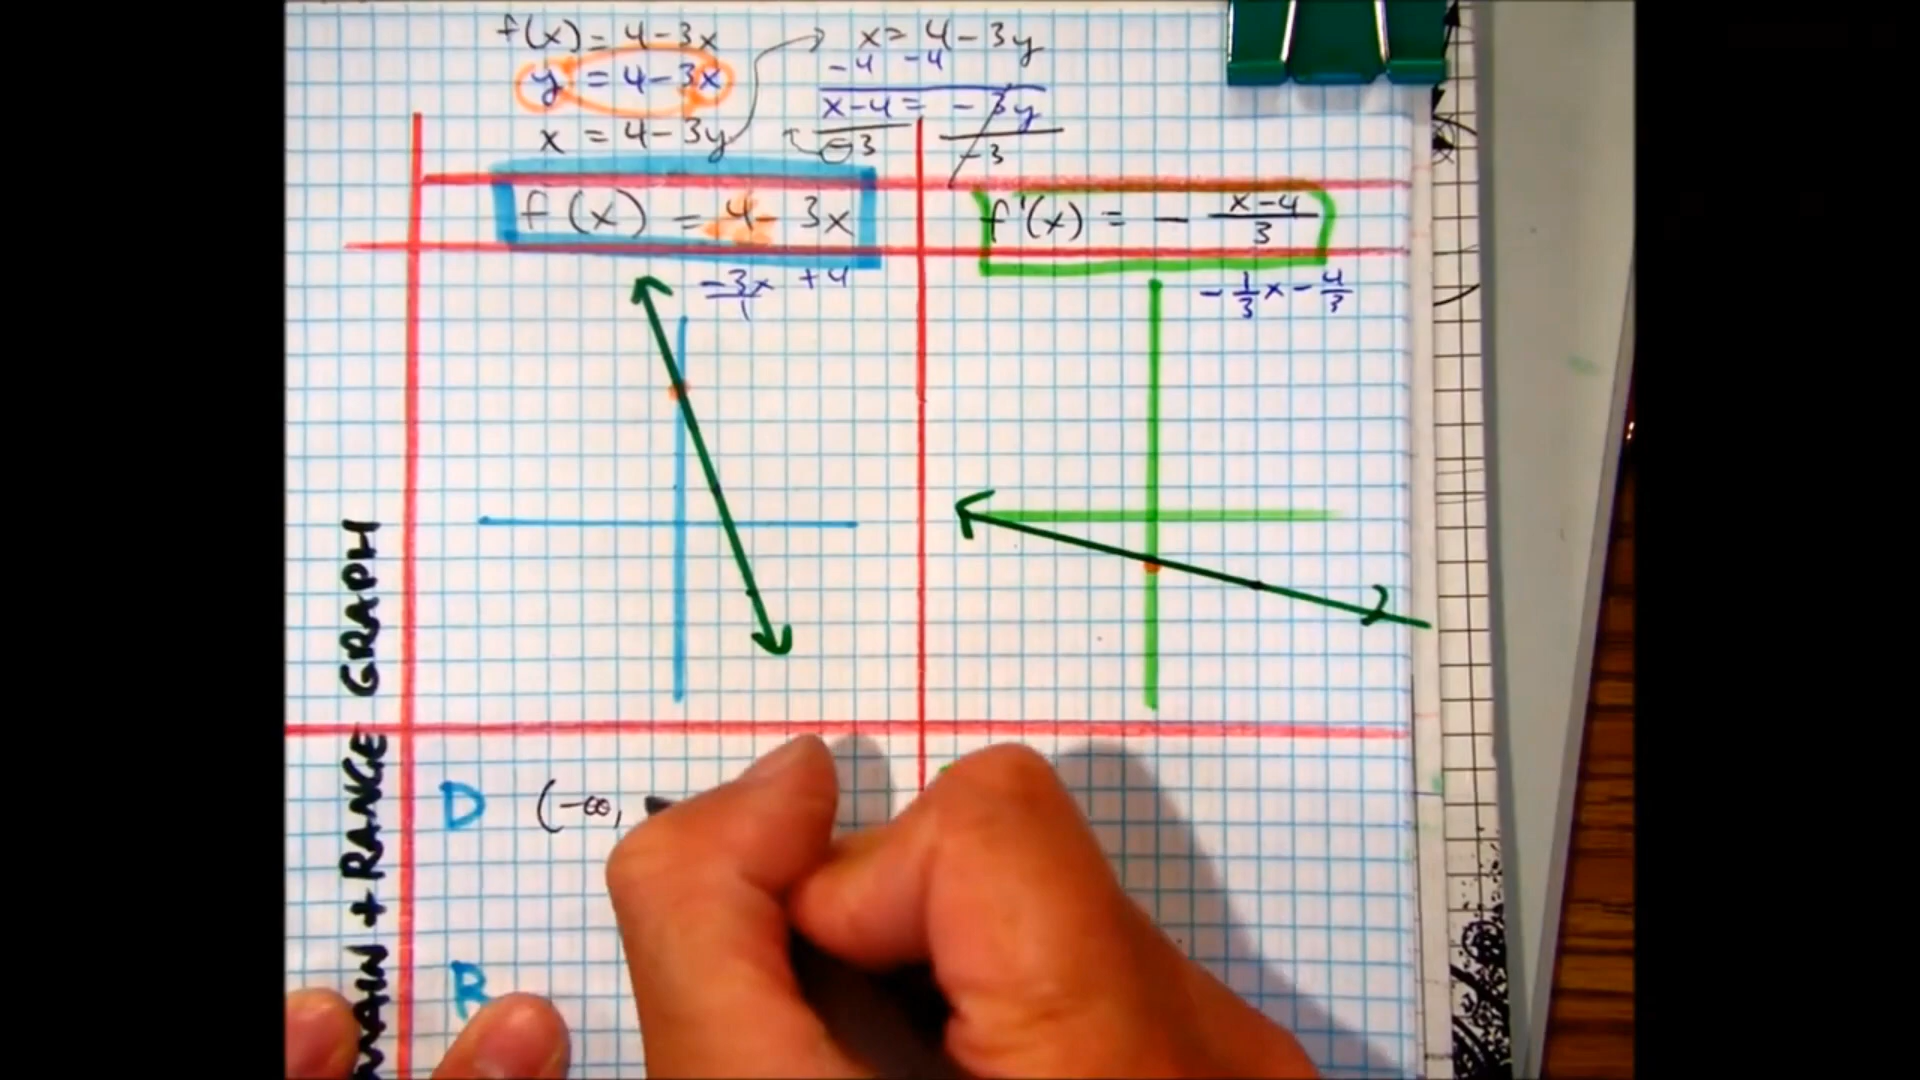 f(x) = 4 - 3x
y = 4 - 3x
x = 4 - 3y
x = 4 - 3y
-4 -4
x - 4 = - 3y
-3 -3
f(x) = 4 - 3x
f⁻¹(x) = - x-4/3
-3x/1 + 4
- 1/3 x - 4/3
MAIN + RANGE GRAPH
D (-∞,
R